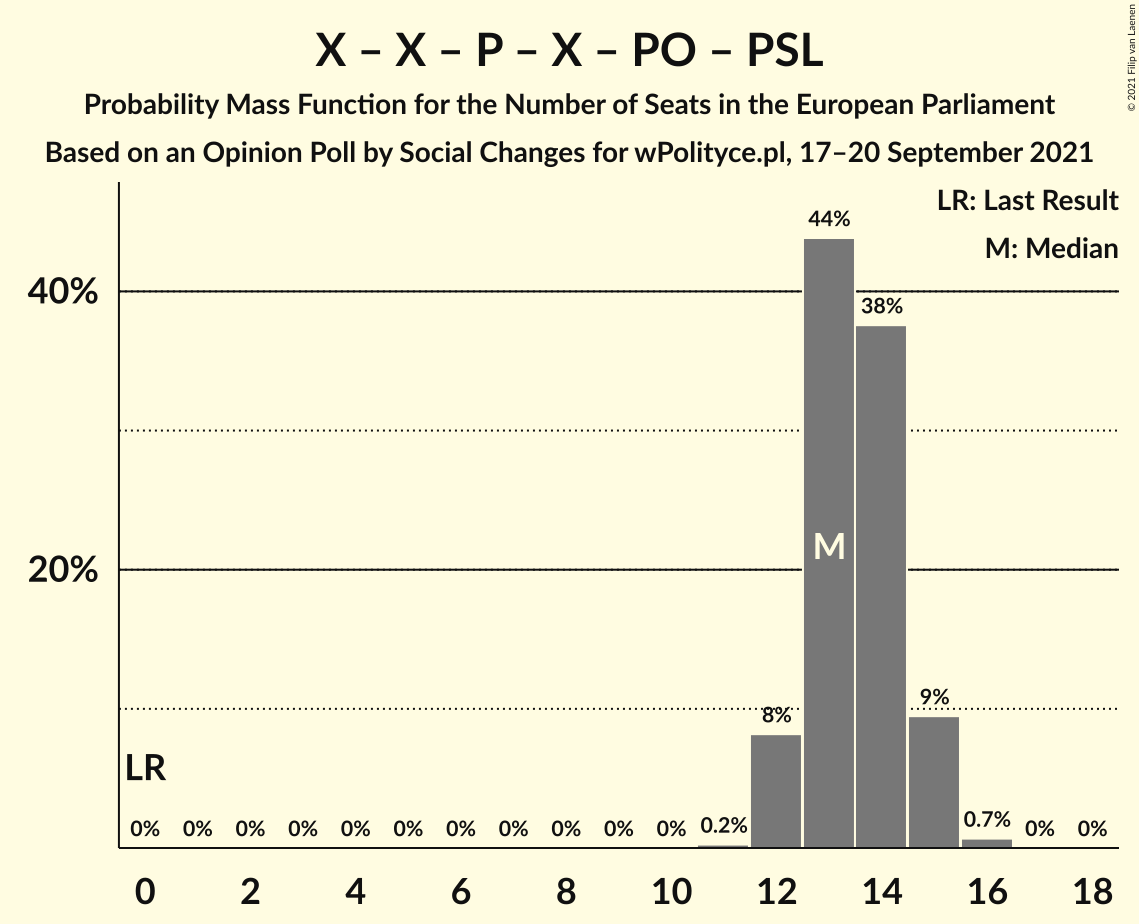 X – X – P – X – PO – PSL
Probability Mass Function for the Number of Seats in the European Parliament
Based on an Opinion Poll by Social Changes for wPolityce.pl, 17–20 September 2021
© 2021 Filip van Laenen
LR: Last Result
M: Median
40%
20%
44%
38%
M
9%
8%
LR
0% 0% 0% 0% 0% 0% 0% 0% 0% 0% 0% 0.2% 0.7% 0% 0%
0 2 4 6 8 10 12 14 16 18